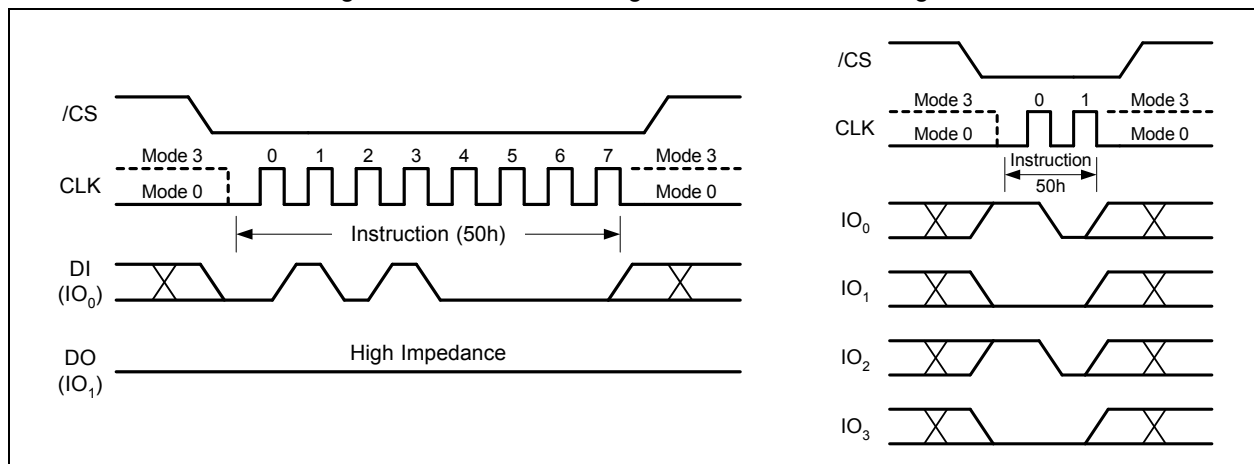 /CS
Mode 3 0 1 2 3 4 5 6 7 Mode 3
CLK
Mode 0 Mode 0
Instruction (50h)
DI
(IO0)
High Impedance
DO
(IO1)
/CS
Mode 3 0 1 Mode 3
CLK
Mode 0 Mode 0
Instruction
50h
IO0
IO1
IO2
IO3